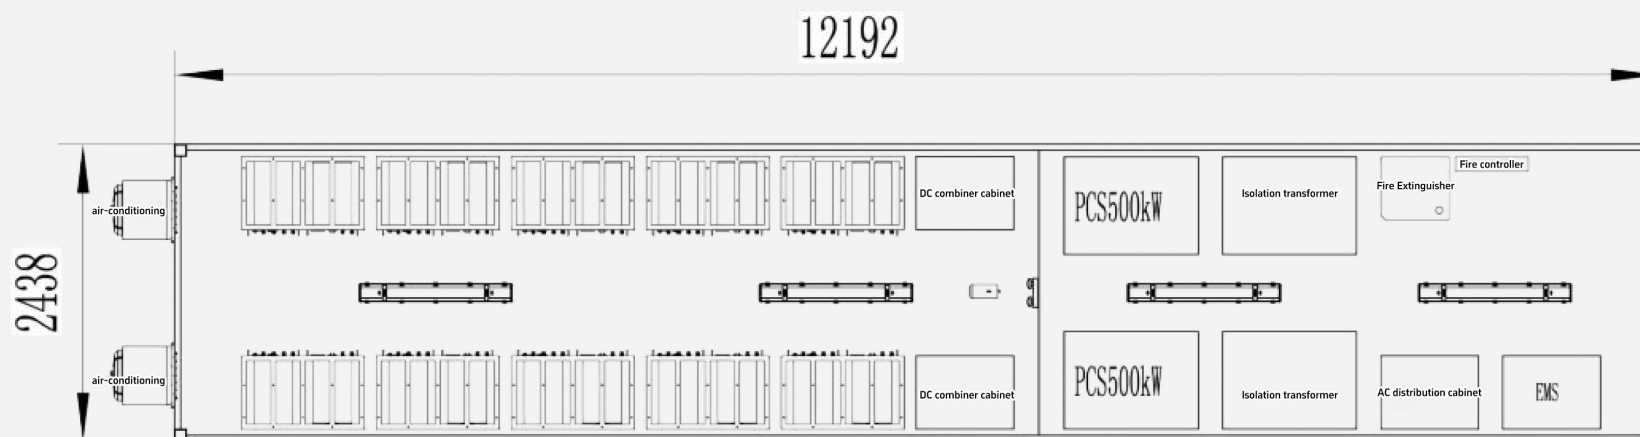 12192
Fire controller
DC combiner cabinet
PCS500kW
Isolation transformer
Fire Extinguisher
air-conditioning
2438
air-conditioning
DC combiner cabinet
PCS500kW
Isolation transformer
AC distribution cabinet
EMS